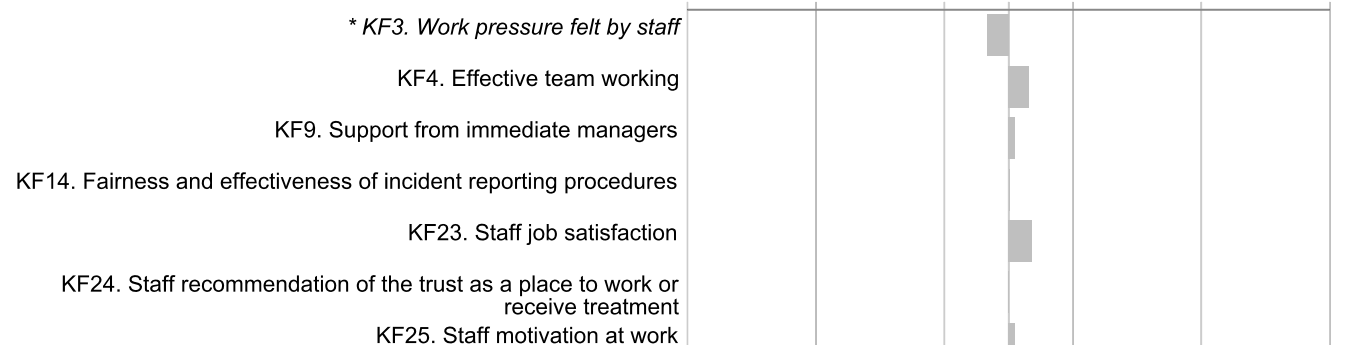 * KF3. Work pressure felt by staff
KF4. Effective team working
KF9. Support from immediate managers
KF14. Fairness and effectiveness of incident reporting procedures
KF23. Staff job satisfaction
KF24. Staff recommendation of the trust as a place to work or
receive treatment
KF25. Staff motivation at work